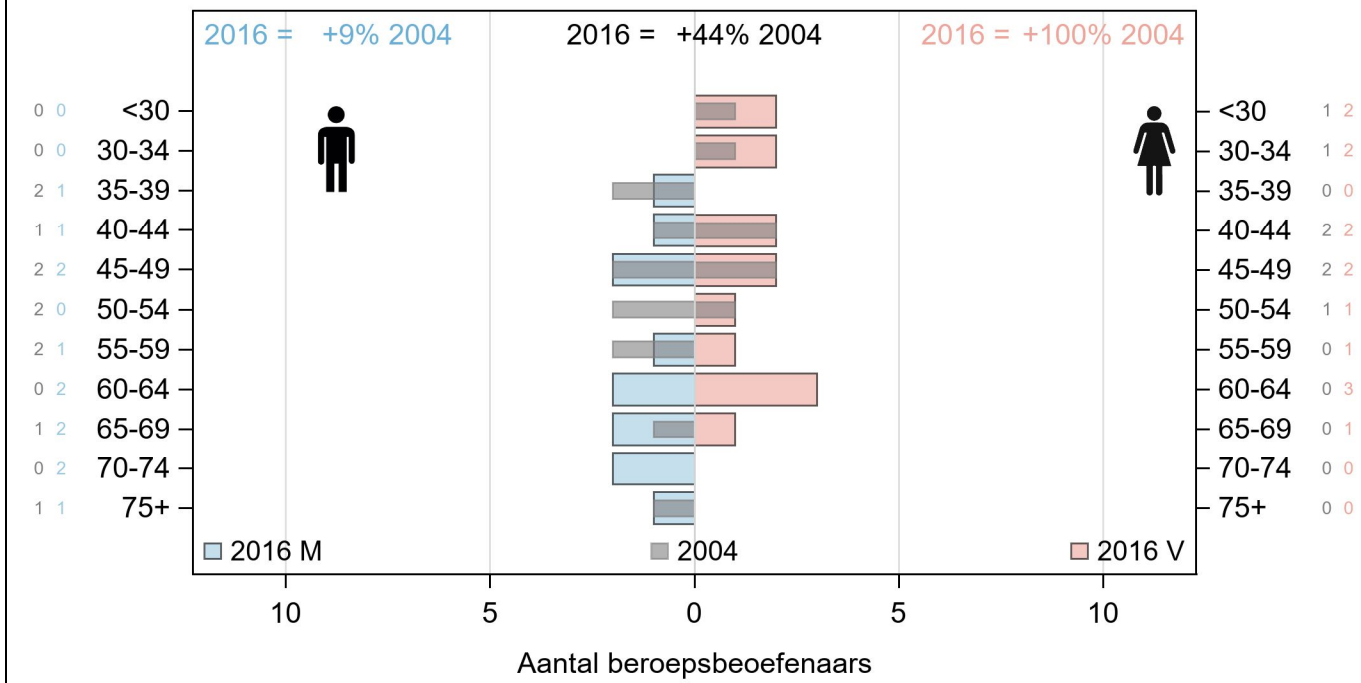 2016 = +9% 2004 2016 = +44% 2004 2016 = +100% 2004
0 0 <30 <30 1 2
0 0 30-34 30-34 1 2
2 1 35-39 35-39 0 0
1 1 40-44 40-44 2 2
2 2 45-49 45-49 2 2
2 0 50-54 50-54 1 1
2 1 55-59 55-59 0 1
0 2 60-64 60-64 0 3
1 2 65-69 65-69 0 1
0 2 70-74 70-74 0 0
1 1 75+ 75+ 0 0
2016 M 2004 2016 V
10 5 0 5 10
Aantal beroepsbeoefenaars